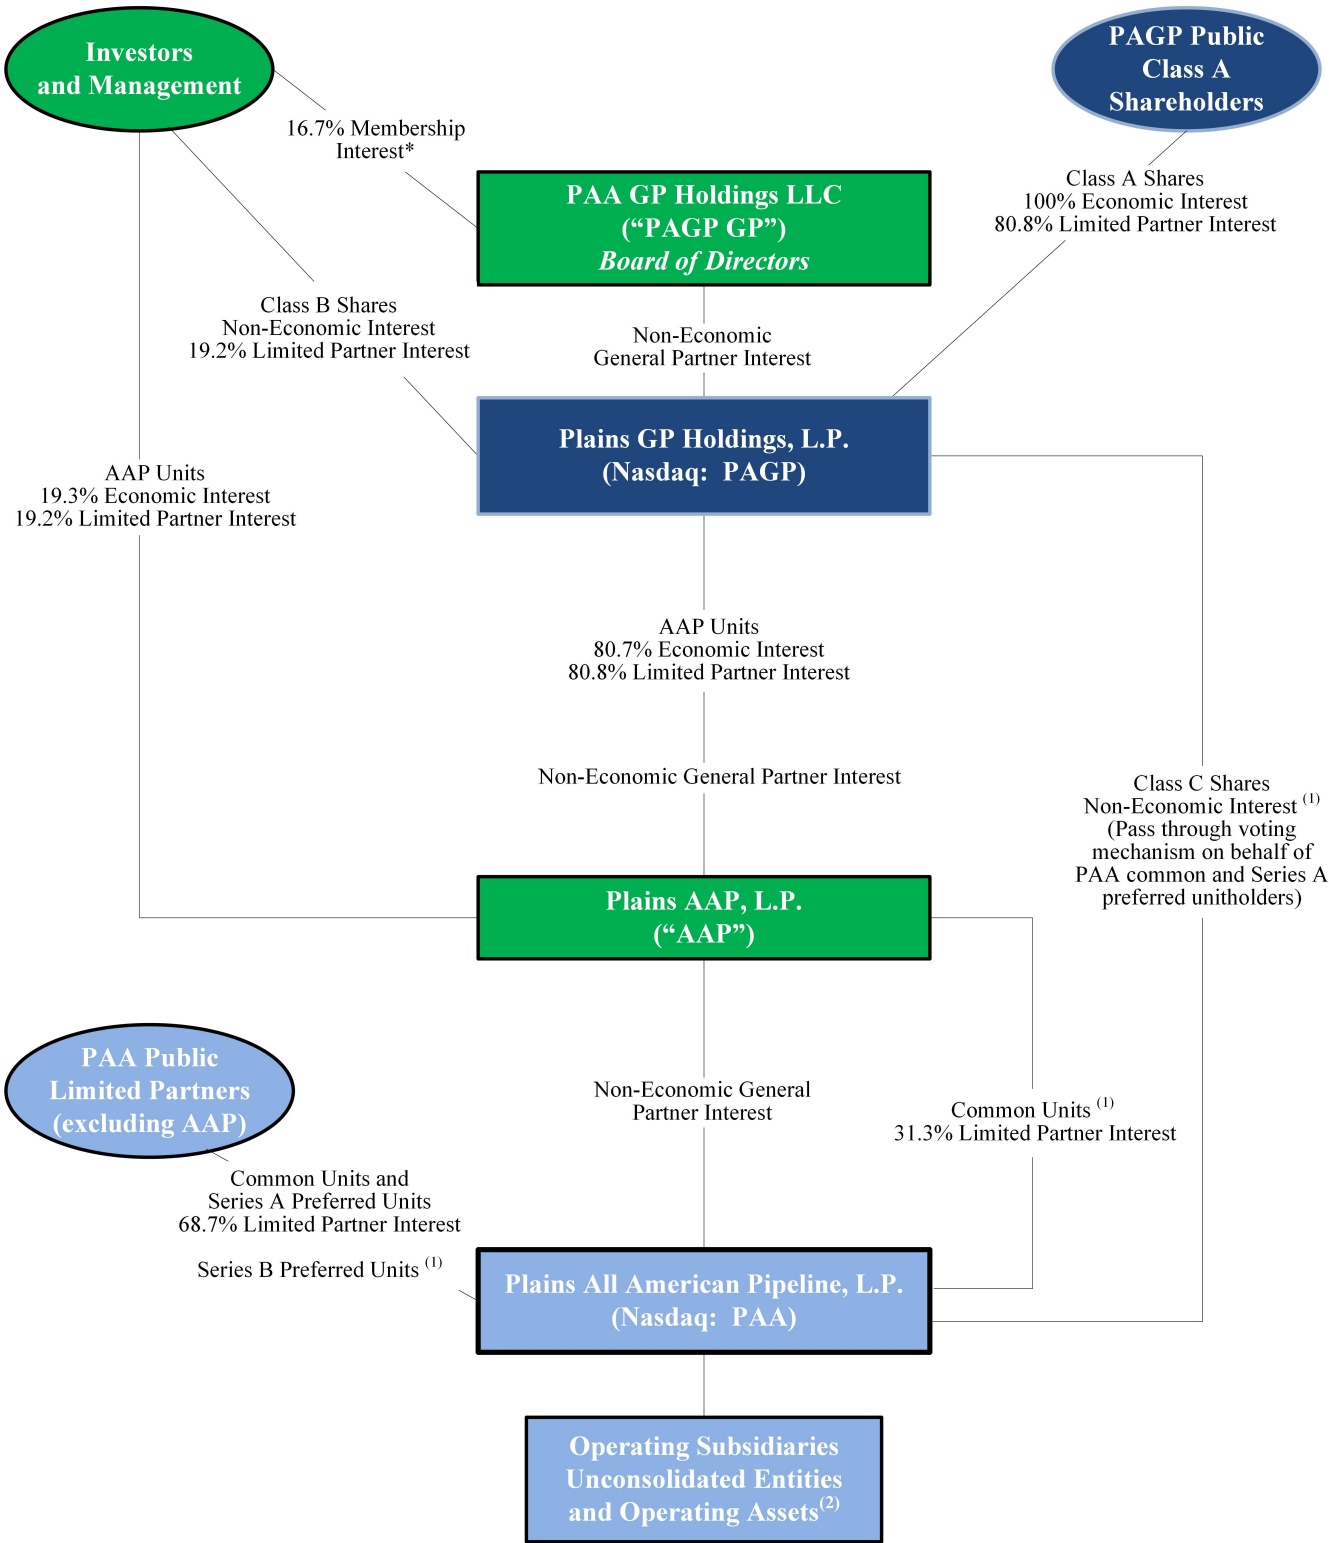 Investors
and Management
PAGP Public
Class A
Shareholders
16.7% Membership
Interest*
PAA GP Holdings LLC
(“PAGP GP”)
Board of Directors
Class A Shares
100% Economic Interest
80.8% Limited Partner Interest
Class B Shares
Non-Economic Interest
19.2% Limited Partner Interest
Non-Economic
General Partner Interest
Plains GP Holdings, L.P.
(Nasdaq:  PAGP)
AAP Units
19.3% Economic Interest
19.2% Limited Partner Interest
AAP Units
80.7% Economic Interest
80.8% Limited Partner Interest
Non-Economic General Partner Interest
Class C Shares
Non-Economic Interest (1)
(Pass through voting
mechanism on behalf of
PAA common and Series A
preferred unitholders)
Plains AAP, L.P.
(“AAP”)
PAA Public
Limited Partners
(excluding AAP)
Non-Economic General
Partner Interest
Common Units (1)
31.3% Limited Partner Interest
Common Units and
Series A Preferred Units
68.7% Limited Partner Interest
Series B Preferred Units (1)
Plains All American Pipeline, L.P.
(Nasdaq:  PAA)
Operating Subsidiaries
Unconsolidated Entities
and Operating Assets(2)